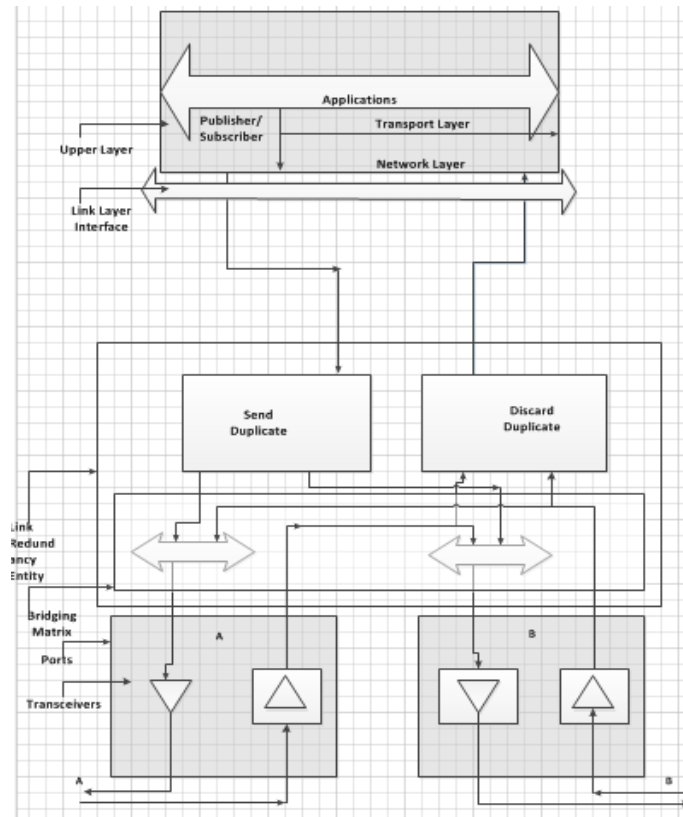 Applications
Publisher/
Subscriber
Transport Layer
Upper Layer
Network Layer
Link Layer
Interface
Send
Duplicate
Discard
Duplicate
Link
Redund
ancy
Entity
Bridging
Matrix
Ports
Transceivers
A
B
A
B